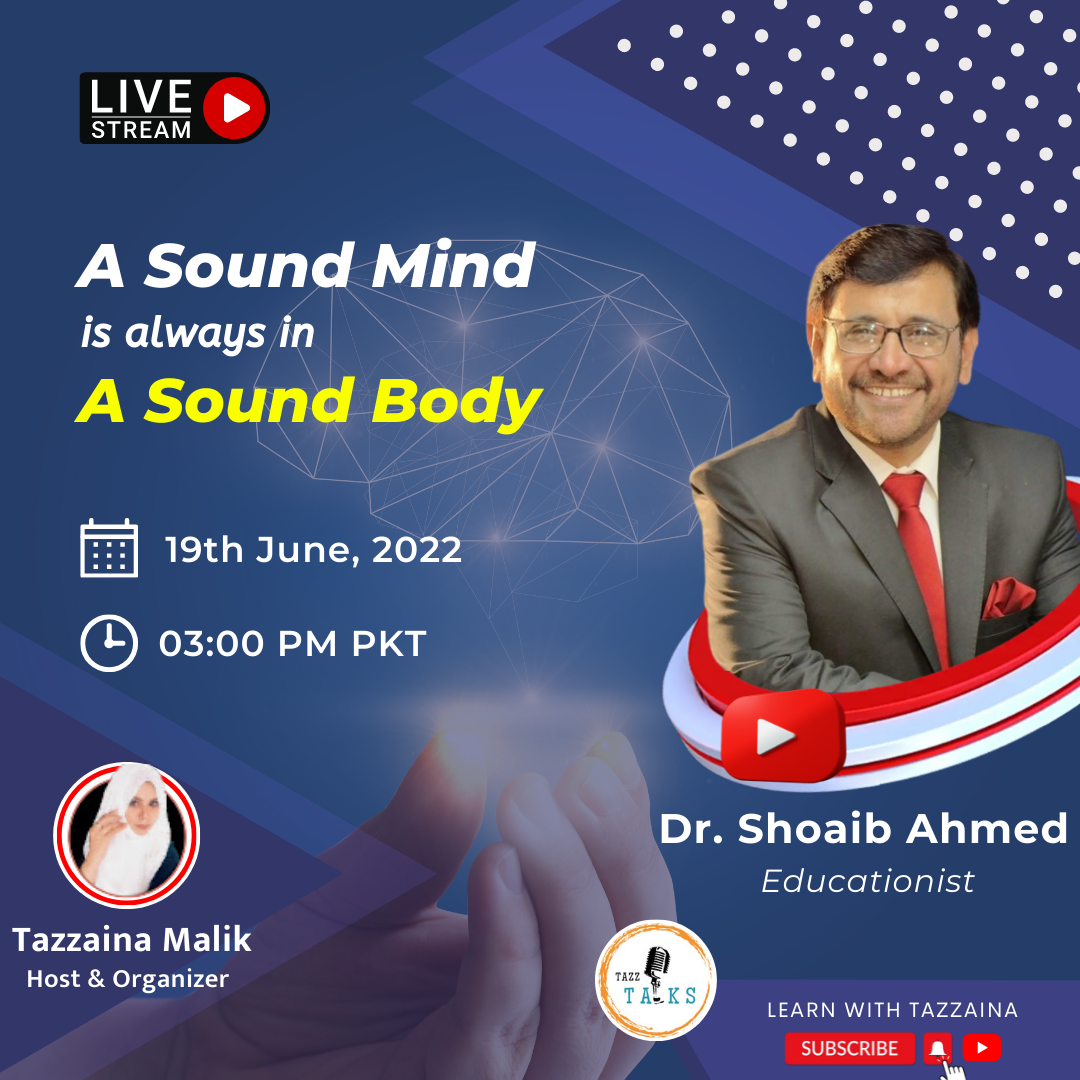 LIVE
STREAM
A Sound Mind
is always in
A Sound Body
19th June, 2022
03:00 PM PKT
Dr. Shoaib Ahmed
Educationist
Tazzaina Malik
Host & Organizer
TAZZ
TALKS
LEARN WITH TAZZAINA
SUBSCRIBE